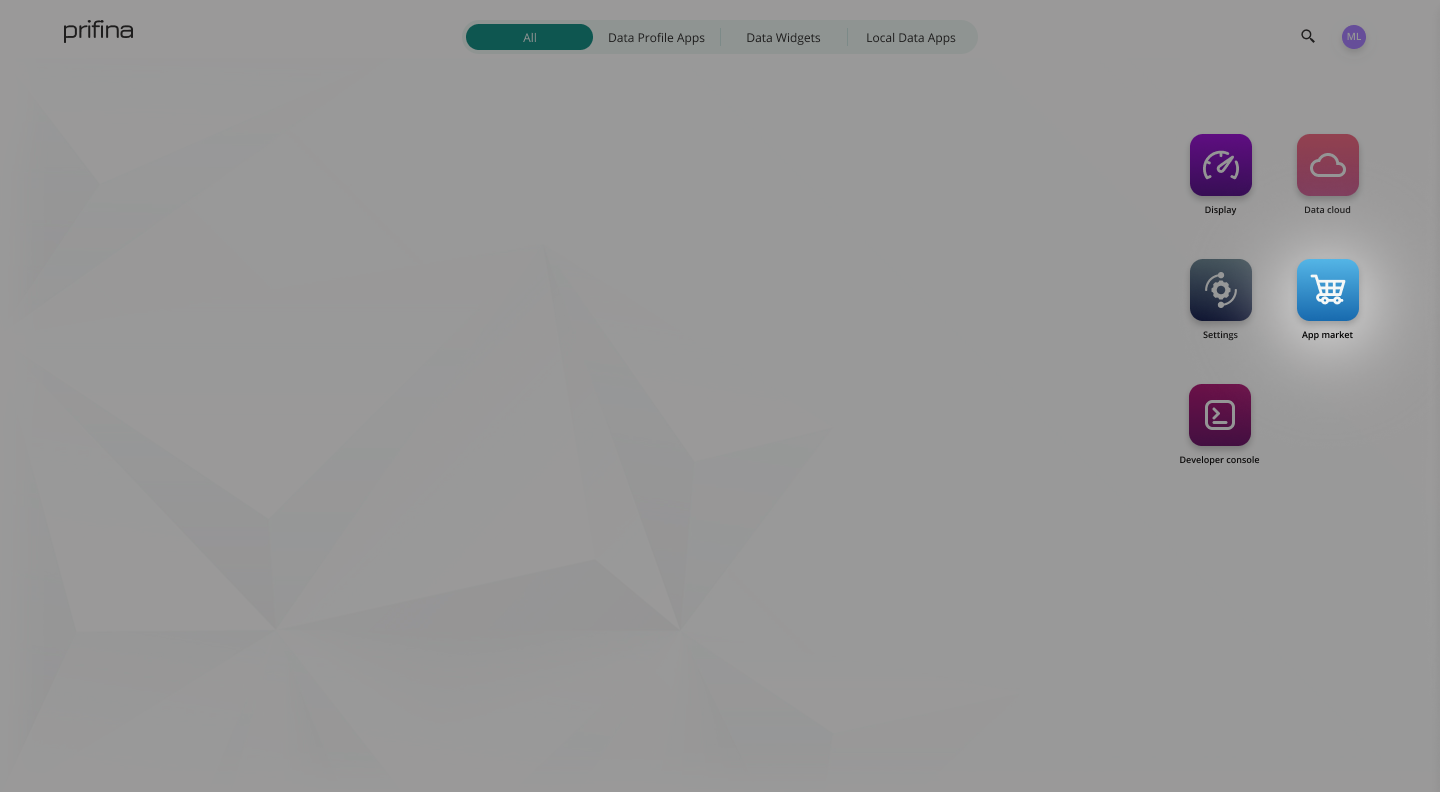 prifina
All
Data Profile Apps
Data Widgets
Local Data Apps
ML
Display
Data cloud
Settings
App market
Developer console